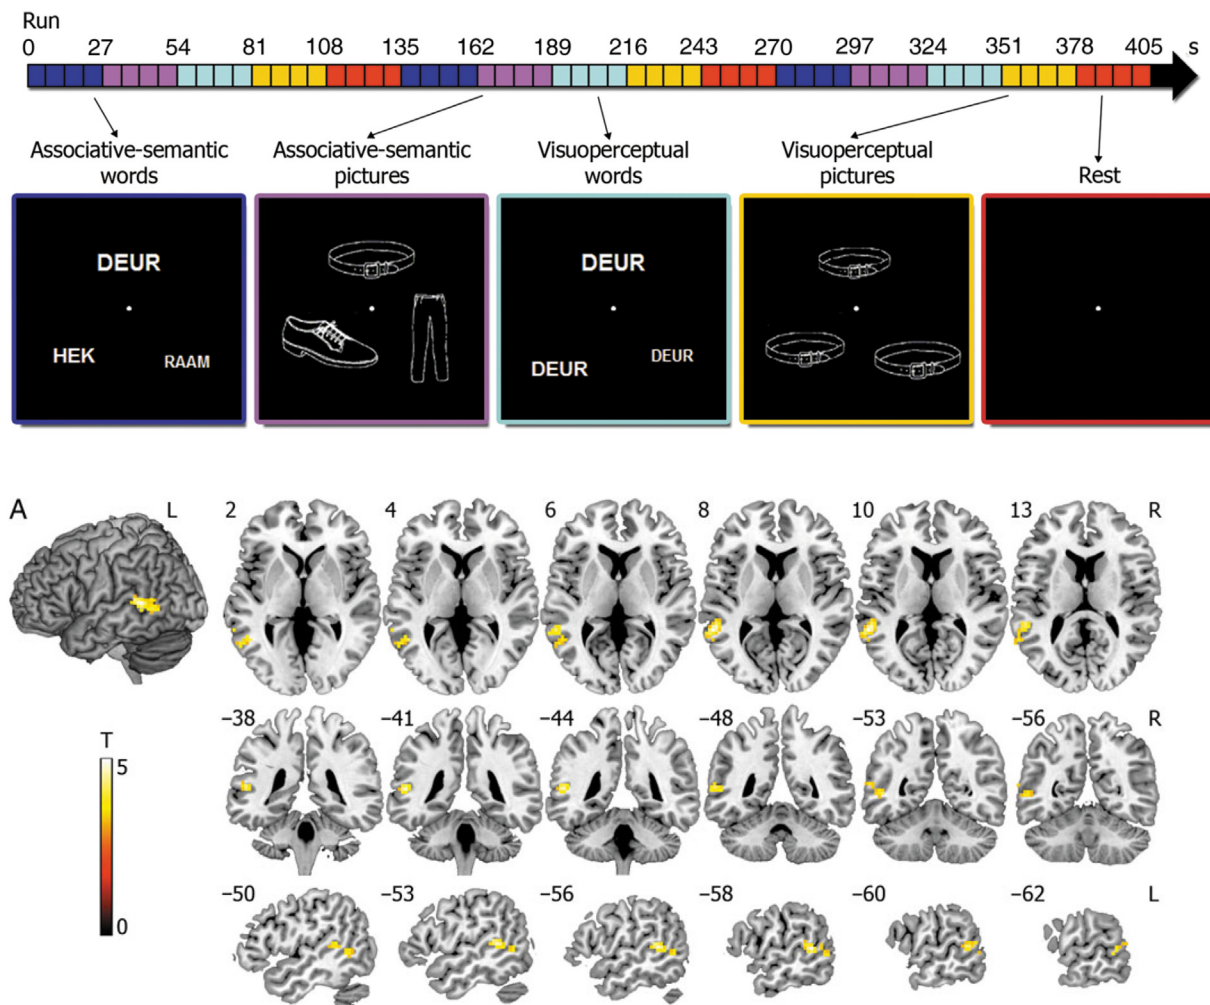 Run
0 27 54 81 108 135 162 189 216 243 270 297 324 351 378 405 s
Associative-semantic
words
Associative-semantic
pictures
Visuoperceptual
words
Visuoperceptual
pictures
Rest
DEUR
HEK
RAAM
DEUR
DEUR
DEUR
A L 2 4 6 8 10 13 R
−38 −41 −44 −48 −53 −56 R
T
5
0
−50 −53 −56 −58 −60 −62 L